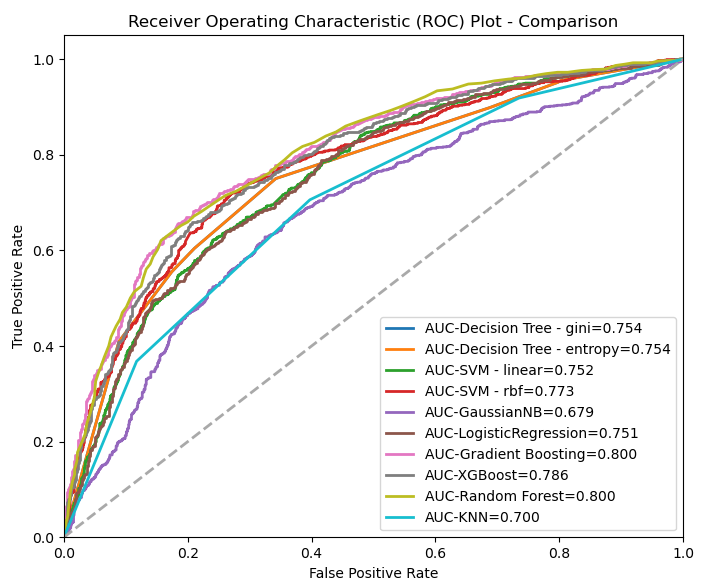 Receiver Operating Characteristic (ROC) Plot - Comparison
True Positive Rate
1.0
0.8
0.6
0.4
0.2
0.0
AUC-Decision Tree - gini=0.754
AUC-Decision Tree - entropy=0.754
AUC-SVM - linear=0.752
AUC-SVM - rbf=0.773
AUC-GaussianNB=0.679
AUC-LogisticRegression=0.751
AUC-Gradient Boosting=0.800
AUC-XGBoost=0.786
AUC-Random Forest=0.800
AUC-KNN=0.700
0.0 0.2 0.4 0.6 0.8 1.0
False Positive Rate